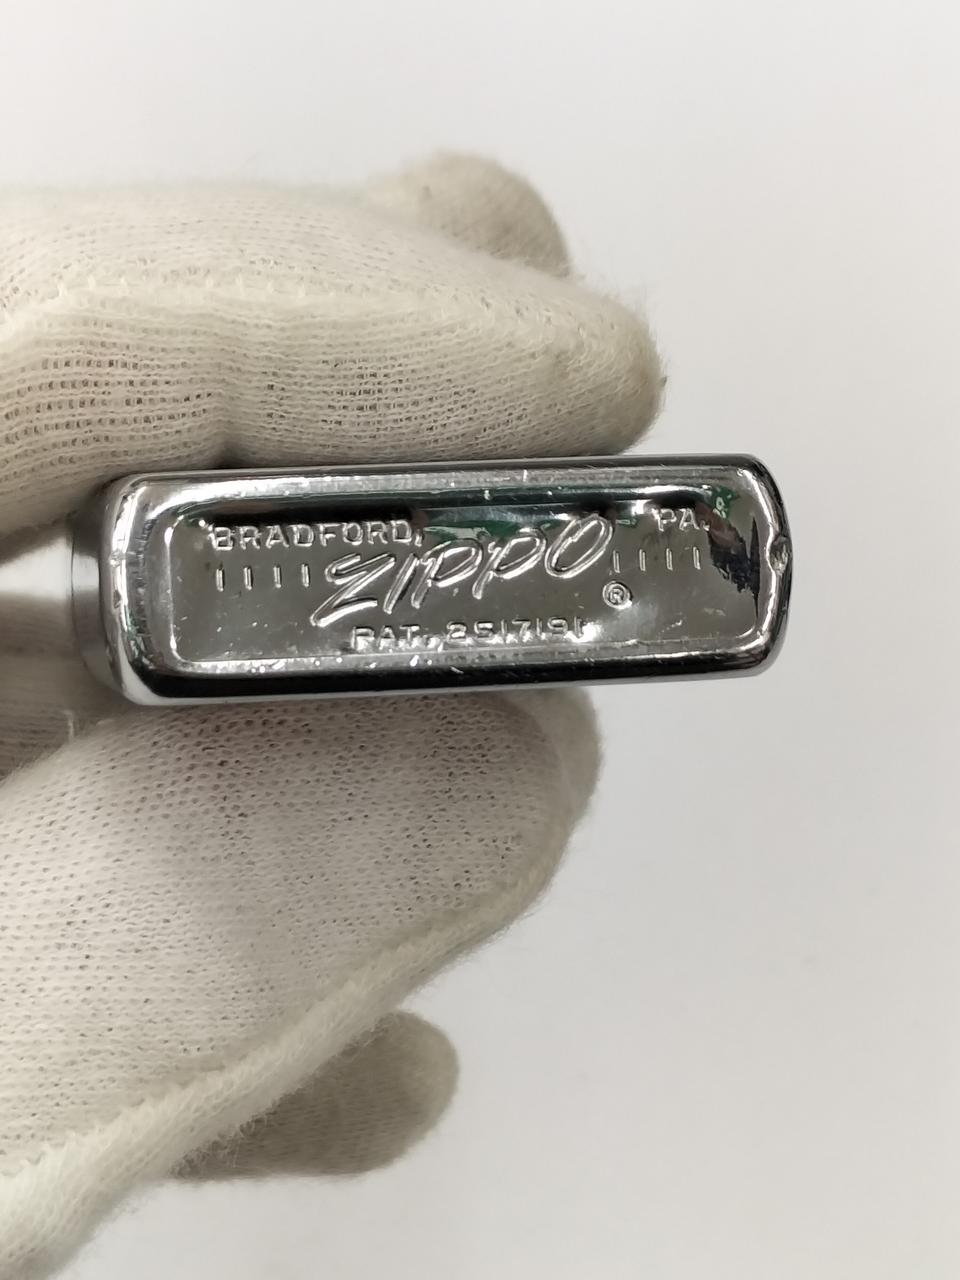 BRADFORD, PA.
|||| ZIPPO ||||
®
PAT. 2517191